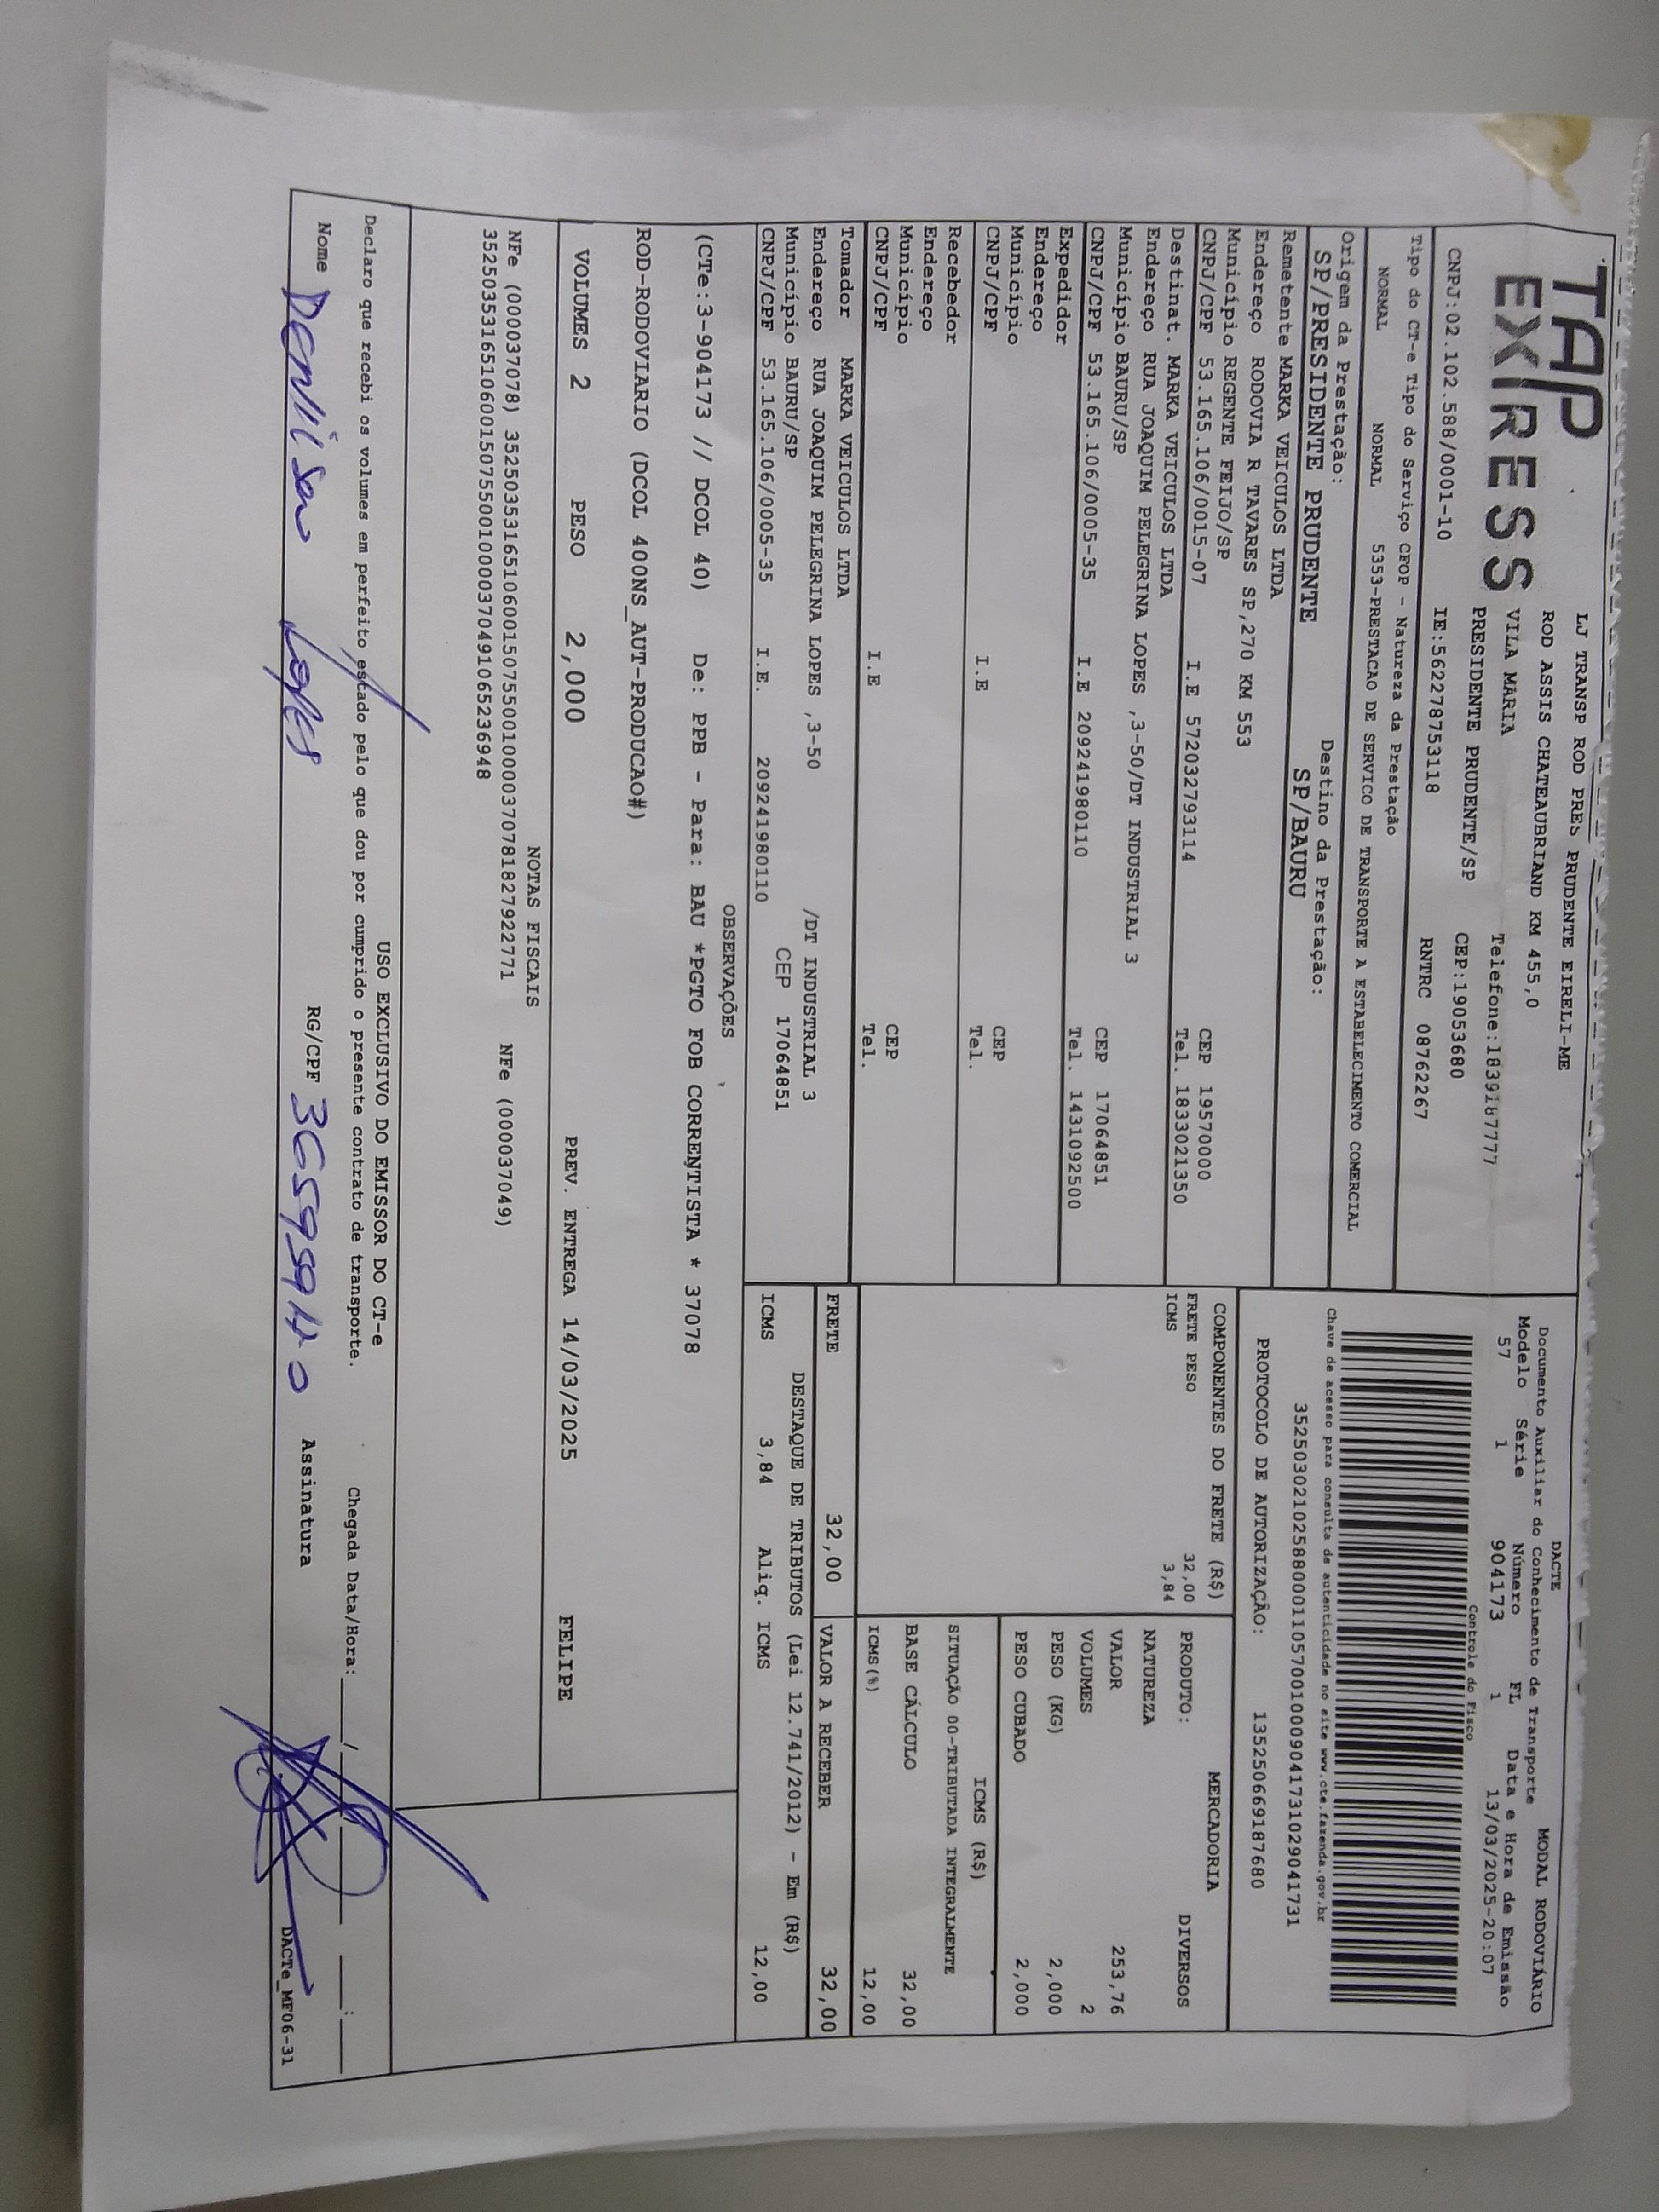 TAP
EXPRESS
LJ TRANSP ROD PRES PRUDENTE EIRELI-ME
ROD ASSIS CHATEAUBRIAND KM 455,0
VILA MARIA Telefone:1839187777
PRESIDENTE PRUDENTE/SP CEP:19053680
CNPJ:02.102.588/0001-10 IE:562278753118 RNTRC 08762267
DACTE MODAL RODOVIÁRIO
Documento Auxiliar do Conhecimento de Transporte
Modelo Série Número FL Data e Hora de Emissão
57 1 904173 1 13/03/2025-20:07
Controle do Fisco
Chave de acesso para consulta de autenticidade no site www.cte.fazenda.gov.br
35250302102588000110570010009041731029041731
PROTOCOLO DE AUTORIZAÇÃO: 135250669187680
Tipo do CT-e Tipo do Serviço CFOP - Natureza da Prestação
NORMAL NORMAL 5353-PRESTACAO DE SERVICO DE TRANSPORTE A ESTABELECIMENTO COMERCIAL
Origem da Prestação: Destino da Prestação:
SP/PRESIDENTE PRUDENTE SP/BAURU
Remetente MARKA VEICULOS LTDA
Endereço RODOVIA R TAVARES SP,270 KM 553
Município REGENTE FEIJO/SP CEP 19570000
CNPJ/CPF 53.165.106/0015-07 I.E 572032793114 Tel. 1833021350
Destinat. MARKA VEICULOS LTDA
Endereço RUA JOAQUIM PELEGRINA LOPES ,3-50/DT INDUSTRIAL 3
Município BAURU/SP CEP 17064851
CNPJ/CPF 53.165.106/0005-35 I.E 209241980110 Tel. 1431092500
Expedidor
Endereço
Município CEP
CNPJ/CPF I.E Tel.
Recebedor
Endereço
Município CEP
CNPJ/CPF I.E Tel.
Tomador MARKA VEICULOS LTDA
Endereço RUA JOAQUIM PELEGRINA LOPES ,3-50 /DT INDUSTRIAL 3
Município BAURU/SP CEP 17064851
CNPJ/CPF 53.165.106/0005-35 I.E. 209241980110
COMPONENTES DO FRETE (R$)
FRETE PESO 32,00
ICMS 3,84
MERCADORIA
PRODUTO: DIVERSOS
NATUREZA
VALOR 253,76
VOLUMES 2
PESO (KG) 2,000
PESO CUBADO 2,000
ICMS (R$)
SITUAÇÃO 00-TRIBUTADA INTEGRALMENTE
BASE CÁLCULO 32,00
ICMS(%) 12,00
FRETE 32,00 VALOR A RECEBER 32,00
DESTAQUE DE TRIBUTOS (Lei 12.741/2012) - Em (R$)
ICMS 3,84 Aliq. ICMS 12,00
OBSERVAÇÕES
(CTe:3-904173 // DCOL 40) De: PPB - Para: BAU *PGTO FOB CORRENTISTA * 37078
ROD-RODOVIARIO (DCOL 400NS_AUT-PRODUCAO#)
VOLUMES 2 PESO 2,000 PREV. ENTREGA 14/03/2025 FELIPE
NOTAS FISCAIS
NFe (000037078) 35250353165106001507550010000370781827922771 NFe (000037049)
35250353165106001507550010000370491065236948
USO EXCLUSIVO DO EMISSOR DO CT-e
Declaro que recebi os volumes em perfeito estado pelo que dou por cumprido o presente contrato de transporte. Chegada Data/Hora: ___/___/___ ___:___
Nome Denilson Lopes RG/CPF Assinatura
DACTe_MF06-31